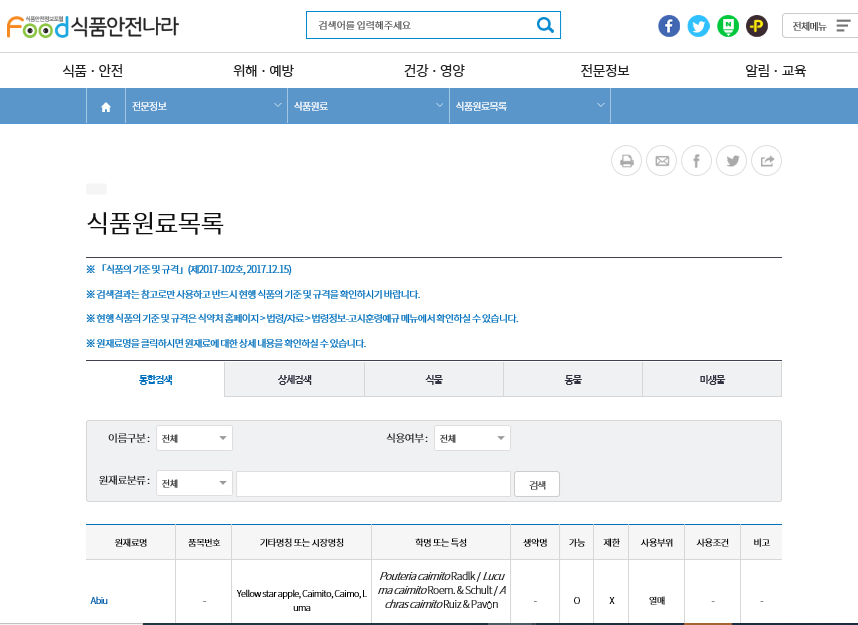 식품안전정보포털
Food 식품안전나라
검색어를 입력해주세요
전체메뉴
식품 · 안전 위해 · 예방 건강 · 영양 전문정보 알림 · 교육
전문정보 식품원료 식품원료목록
식품원료목록
※ 「식품의 기준 및 규격」 (제2017-102호, 2017.12.15)
※ 검색결과는 참고로만 사용하고 반드시 현행 식품의 기준 및 규격을 확인하시기 바랍니다.
※ 현행 식품의 기준 및 규격은 식약처 홈페이지 > 법령/자료 > 법령정보-고시훈령예규 메뉴에서 확인하실 수 있습니다.
※ 원재료명을 클릭하시면 원재료에 대한 상세 내용을 확인하실 수 있습니다.
통합검색 상세검색 식물 동물 미생물
이름구분 : 전체 식용여부 : 전체
원재료분류 : 전체 검색
원재료명 품목번호 기타명칭 또는 시장명칭 학명 또는 특성 생약명 가능 제한 사용부위 사용조건 비고
Pouteria caimito Radlk / Lucu
Yellow star apple, Caimito, Caimo, L
ma caimito Roem. & Schult / A
Abiu - - O X 열매 - -
uma
chras caimito Ruiz & Pavon